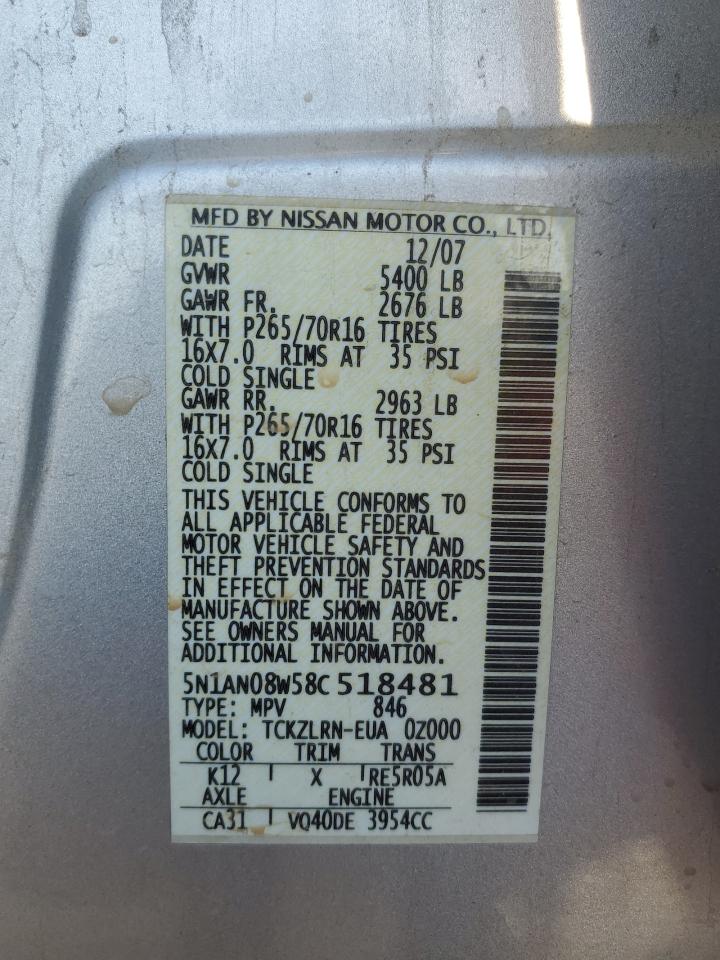 MFD BY NISSAN MOTOR CO., LTD.
DATE 12/07
GVWR 5400 LB
GAWR FR. 2676 LB
WITH P265/70R16 TIRES
16X7.0 RIMS AT 35 PSI
COLD SINGLE
GAWR RR. 2963 LB
WITH P265/70R16 TIRES
16X7.0 RIMS AT 35 PSI
COLD SINGLE
THIS VEHICLE CONFORMS TO
ALL APPLICABLE FEDERAL
MOTOR VEHICLE SAFETY AND
THEFT PREVENTION STANDARDS
IN EFFECT ON THE DATE OF
MANUFACTURE SHOWN ABOVE.
SEE OWNERS MANUAL FOR
ADDITIONAL INFORMATION.
5N1AN08W58C 518481
TYPE: MPV 846
MODEL: TCKZLRN-EUA 0Z000
COLOR TRIM TRANS
K12 X RE5R05A
AXLE ENGINE
CA31 VQ40DE 3954CC